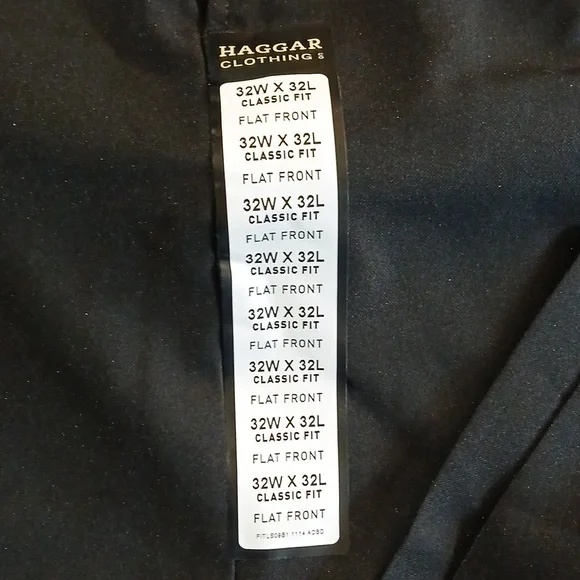 HAGGAR
CLOTHING S
32W X 32L
CLASSIC FIT
FLAT FRONT
32W X 32L
CLASSIC FIT
FLAT FRONT
32W X 32L
CLASSIC FIT
FLAT FRONT
32W X 32L
CLASSIC FIT
FLAT FRONT
32W X 32L
CLASSIC FIT
FLAT FRONT
32W X 32L
CLASSIC FIT
FLAT FRONT
32W X 32L
CLASSIC FIT
FLAT FRONT
32W X 32L
CLASSIC FIT
FLAT FRONT